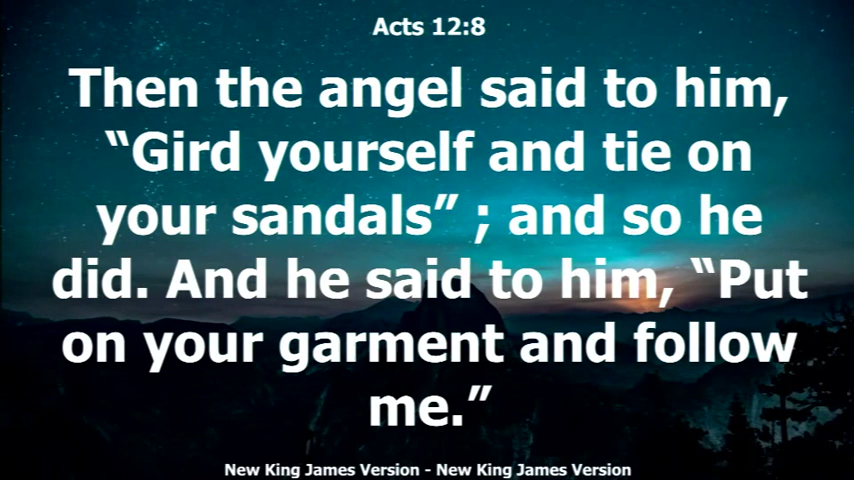 Acts 12:8
Then the angel said to him,
“Gird yourself and tie on
your sandals” ; and so he
did. And he said to him, “Put
on your garment and follow
me.”
New King James Version - New King James Version